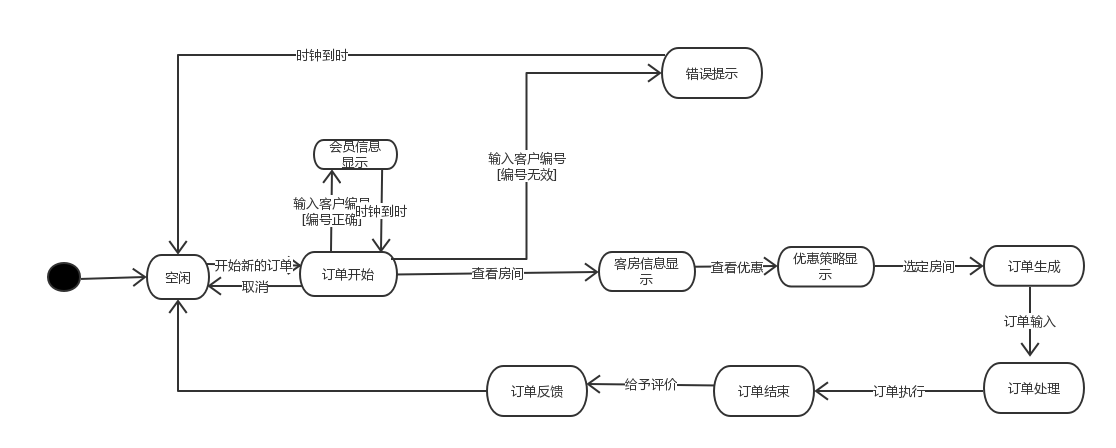 时钟到时
错误提示
会员信息
显示
输入客户编号
[编号无效]
输入客户编号
[编号正确]
时钟到时
空闲
开始新的订单
取消
订单开始
查看房间
客房信息显
示
查看优惠
优惠策略显
示
选定房间
订单生成
订单输入
订单反馈
给予评价
订单结束
订单执行
订单处理